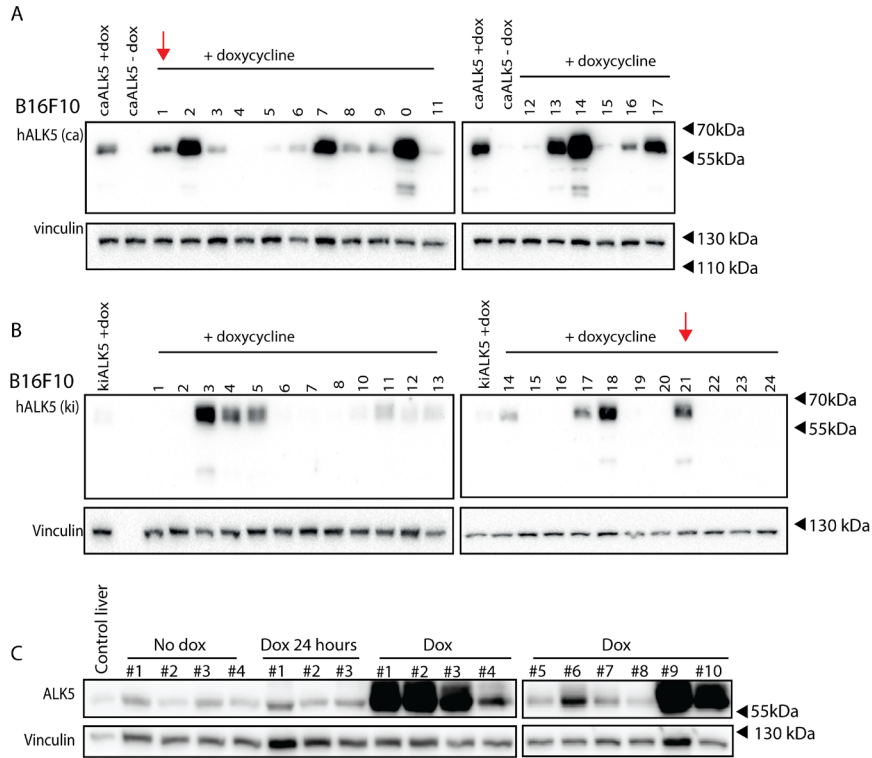 A
caALK5 +dox
caALk5 - dox
+ doxycycline
caALK5 +dox
caALk5 - dox
+ doxycycline
B16F10
1 2 3 4 5 6 7 8 9 0 11
12 13 14 15 16 17
hALK5 (ca)
70kDa
55kDa
vinculin
130 kDa
110 kDa
B
kiALK5 +dox
+ doxycycline
kiALK5 +dox
+ doxycycline
B16F10
1 2 3 4 5 6 7 8 10 11 12 13
14 15 16 17 18 19 20 21 22 23 24
hALK5 (ki)
70kDa
55kDa
Vinculin
130 kDa
C
Control liver
No dox
Dox 24 hours
Dox
Dox
#1 #2 #3 #4 #1 #2 #3 #1 #2 #3 #4
#5 #6 #7 #8 #9 #10
ALK5
55kDa
Vinculin
130 kDa